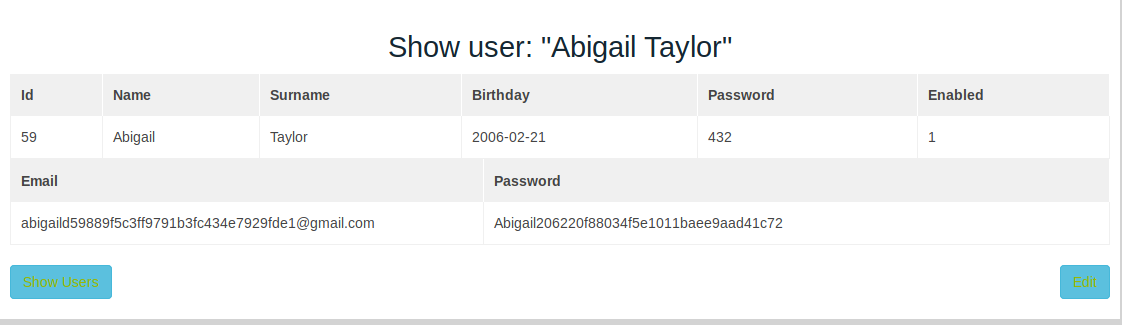 Show user: "Abigail Taylor"
Id Name Surname Birthday Password Enabled
59 Abigail Taylor 2006-02-21 432 1
Email Password
abigaild59889f5c3ff9791b3fc434e7929fde1@gmail.com Abigail206220f88034f5e1011baee9aad41c72
Show Users Edit